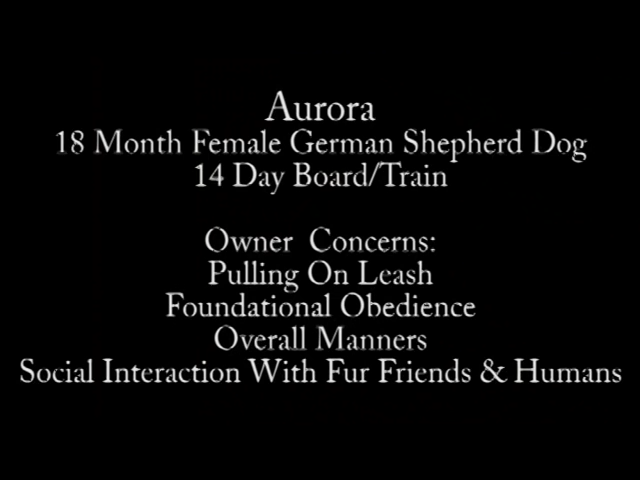 Aurora
18 Month Female German Shepherd Dog
14 Day Board/Train
Owner Concerns:
Pulling On Leash
Foundational Obedience
Overall Manners
Social Interaction With Fur Friends & Humans